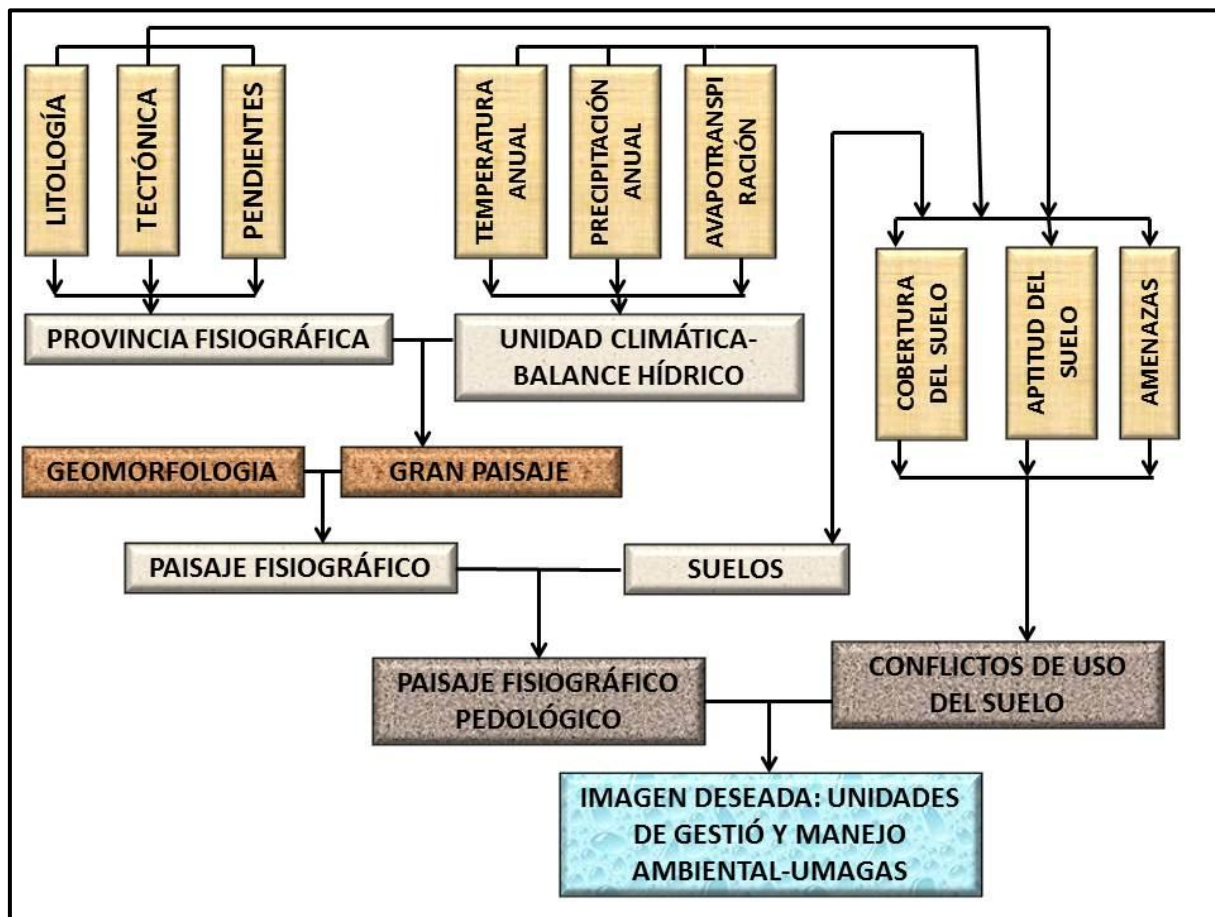 LITOLOGÍA
TECTÓNICA
PENDIENTES
TEMPERATURA
ANUAL
PRECIPITACIÓN
ANUAL
AVAPOTRANSPI
RACIÓN
COBERTURA
DEL SUELO
APTITUD DEL
SUELO
AMENAZAS
PROVINCIA FISIOGRÁFICA
UNIDAD CLIMÁTICA-
BALANCE HÍDRICO
GEOMORFOLOGIA
GRAN PAISAJE
PAISAJE FISIOGRÁFICO
SUELOS
PAISAJE FISIOGRÁFICO
PEDOLÓGICO
CONFLICTOS DE USO
DEL SUELO
IMAGEN DESEADA: UNIDADES
DE GESTIÓ Y MANEJO
AMBIENTAL-UMAGAS